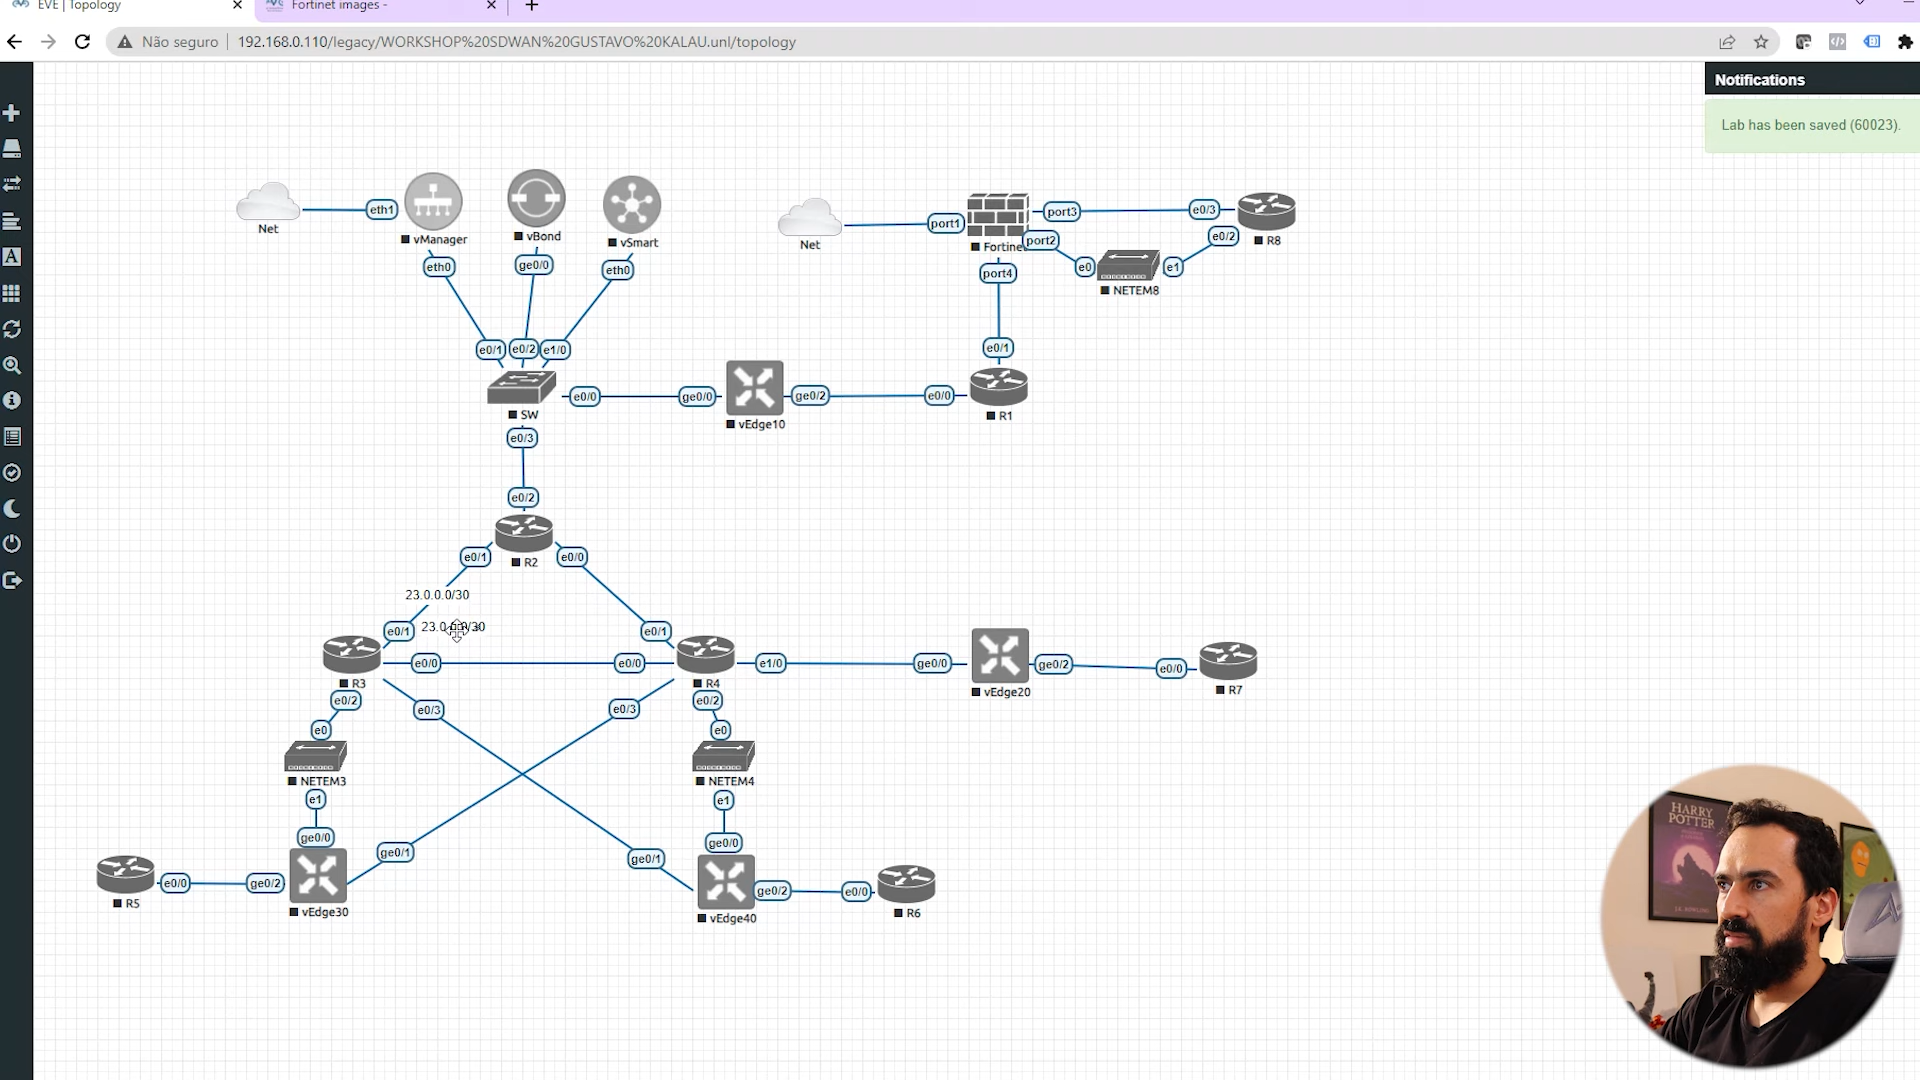 EVE | Topology
Fortinet images -
Não seguro
192.168.0.110/legacy/WORKSHOP%20SDWAN%20GUSTAVO%20KALAU.unl/topology
Notifications
Lab has been saved (60023).
Net
eth1
vManager
vBond
vSmart
eth0
ge0/0
eth0
Net
port1
Fortinet
port3
e0/3
R8
port2
e0/2
e0
e1
NETEM8
port4
e0/1
e0/2
e1/0
SW
e0/0
ge0/0
vEdge10
ge0/2
e0/0
e0/1
R1
e0/3
e0/2
R2
e0/1
e0/0
23.0.0.0/30
e0/1
23.0.0.0/30
e0/1
R3
e0/0
e0/0
R4
e1/0
ge0/0
vEdge20
ge0/2
e0/0
R7
e0/2
e0/3
e0/3
e0/2
e0
e0
NETEM3
NETEM4
e1
e1
ge0/0
ge0/0
ge0/1
ge0/1
R5
e0/0
ge0/2
vEdge30
vEdge40
ge0/2
e0/0
R6
HARRY
POTTER
J.K. ROWLING